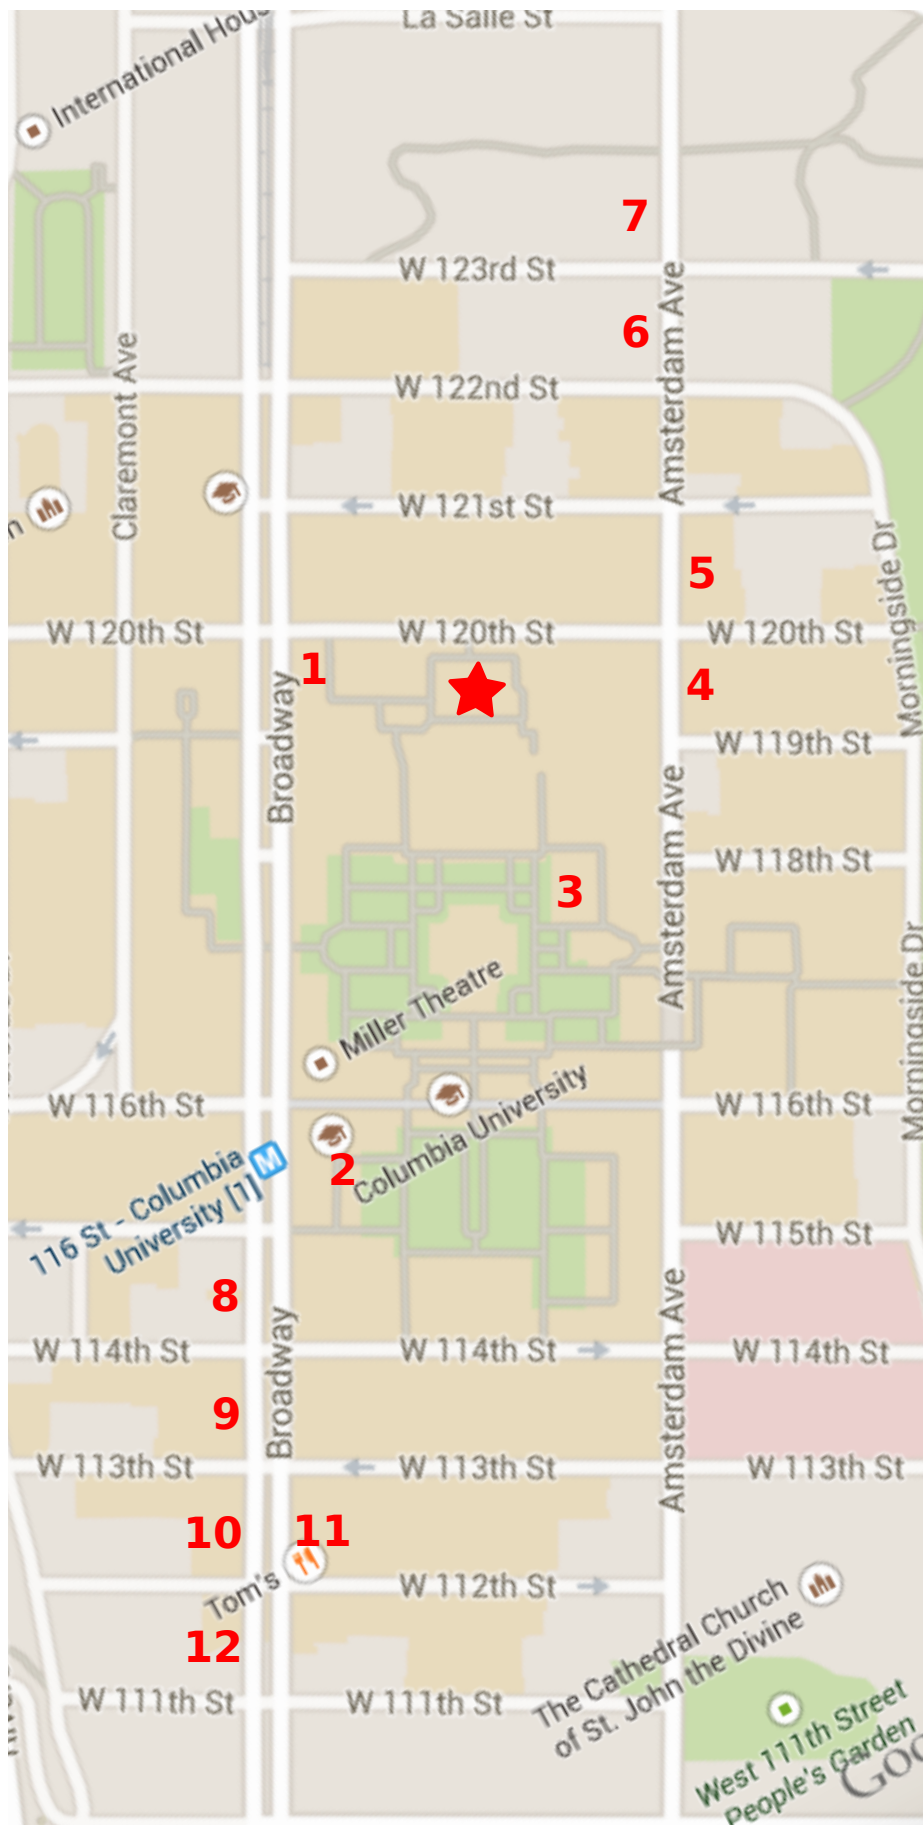 La Salle St
International Hous
7
W 123rd St
6
Amsterdam Ave
Claremont Ave
W 122nd St
W 121st St
5
Morningside Dr
W 120th St
W 120th St
W 120th St
1
4
Broadway
W 119th St
Amsterdam Ave
W 118th St
3
Morningside Dr
Miller Theatre
W 116th St
Columbia University
W 116th St
M
2
116 St - Columbia
University [1]
W 115th St
8
Amsterdam Ave
Broadway
W 114th St
W 114th St
W 114th St
9
W 113th St
W 113th St
W 113th St
10
11
Tom's
W 112th St
The Cathedral Church
of St. John the Divine
12
W 111th St
W 111th St
West 111th Street
People's Garden
Goo